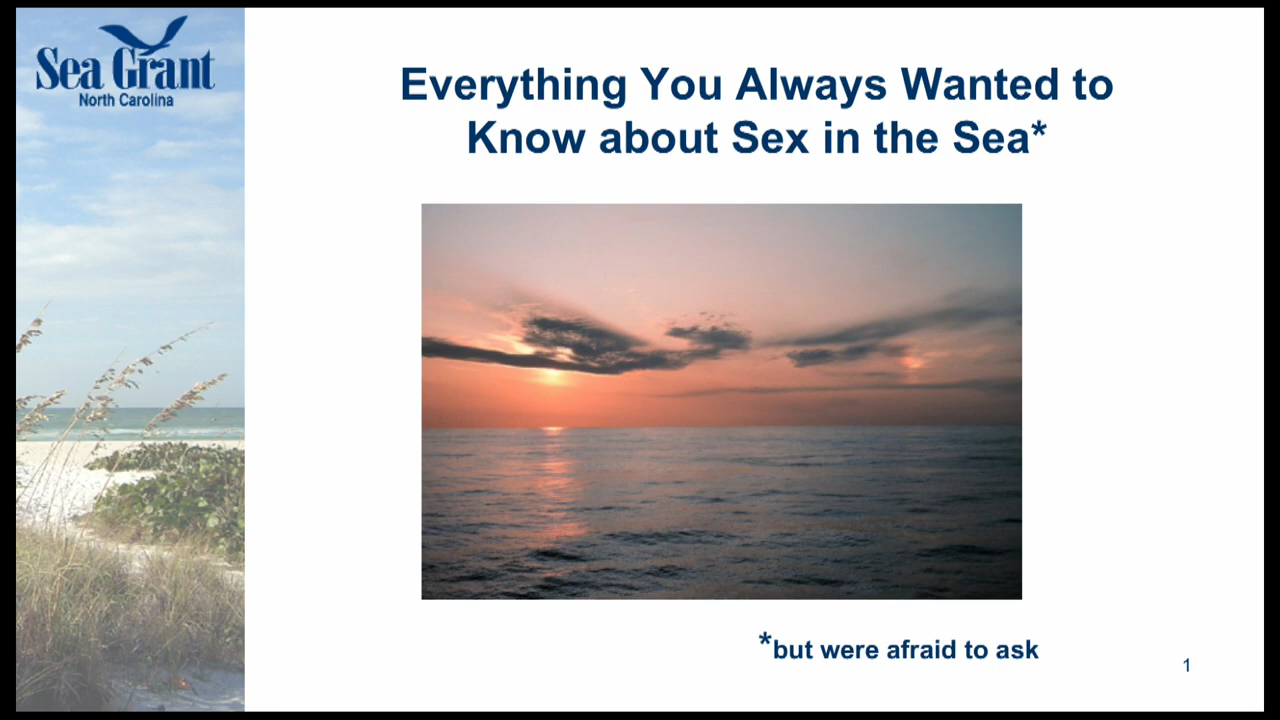 Sea Grant
North Carolina
Everything You Always Wanted to
Know about Sex in the Sea*
*but were afraid to ask
1